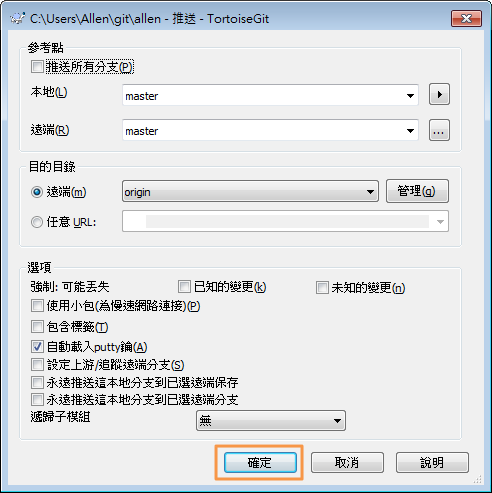 C:\Users\Allen\git\allen - 推送 - TortoiseGit
參考點
推送所有分支(P)
本地(L)
master
遠端(R)
master
...
目的目錄
遠端(m)
origin
管理(g)
任意 URL:
選項
強制: 可能丟失
已知的變更(k)
未知的變更(n)
使用小包(為慢速網路連接)(P)
包含標籤(T)
自動載入putty鑰(A)
設定上游/追蹤遠端分支(S)
永遠推送這本地分支到已選遠端保存
永遠推送這本地分支到已選遠端分支
遞歸子模組
無
確定
取消
說明